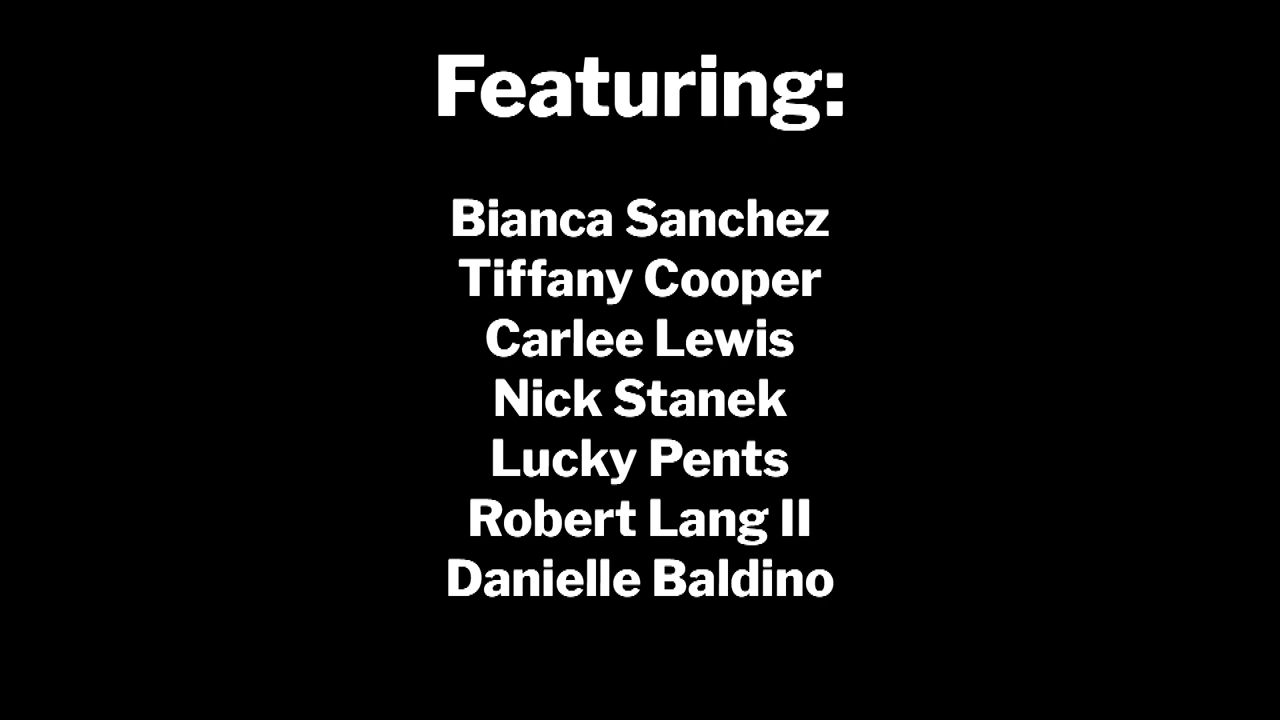 Featuring:
Bianca Sanchez
Tiffany Cooper
Carlee Lewis
Nick Stanek
Lucky Pents
Robert Lang II
Danielle Baldino